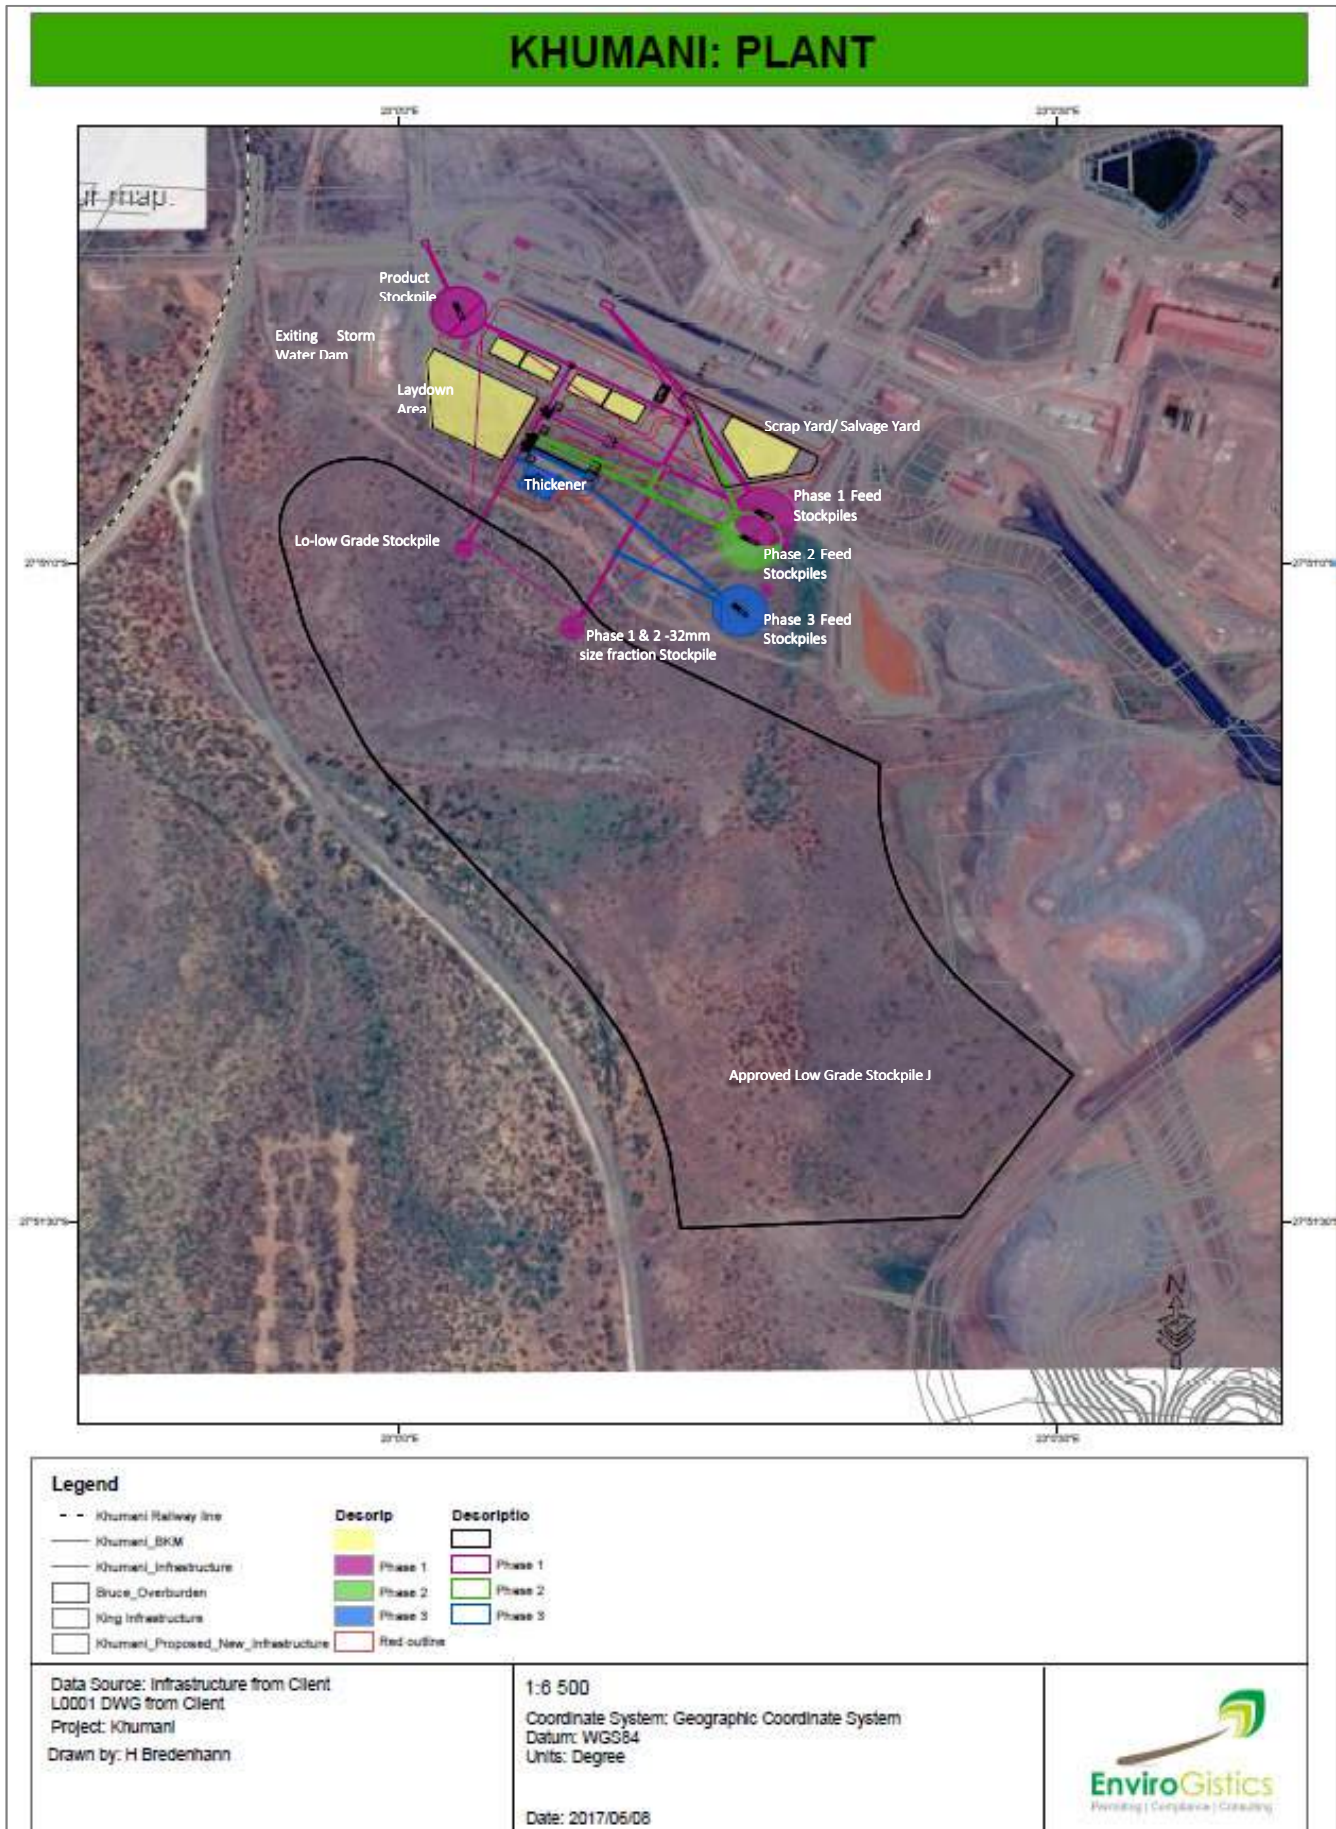 KHUMANI: PLANT
ur map.
Product
Stockpile
Exiting Storm
Water Dam
Laydown
Area
Scrap Yard/ Salvage Yard
Thickener
Phase 1 Feed
Stockpiles
Lo-low Grade Stockpile
Phase 2 Feed
Stockpiles
Phase 3 Feed
Stockpiles
Phase 1 & 2 -32mm
size fraction Stockpile
Approved Low Grade Stockpile J
N
Legend
Khumani Railway line
Khumani_BKM
Khumani_Infrastructure
Bruce_Overburden
King Infrastructure
Khumani_Proposed_New_Infrastructure
Descrip
Phase 1
Phase 2
Phase 3
Red outline
Descriptio
Phase 1
Phase 2
Phase 3
Data Source: Infrastructure from Client
L0001 DWG from Client
Project: Khumani
Drawn by: H Bredenhann
1:6 500
Coordinate System: Geographic Coordinate System
Datum: WGS84
Units: Degree
Date: 2017/06/08
EnviroGistics
Permitting | Compliance | Consulting